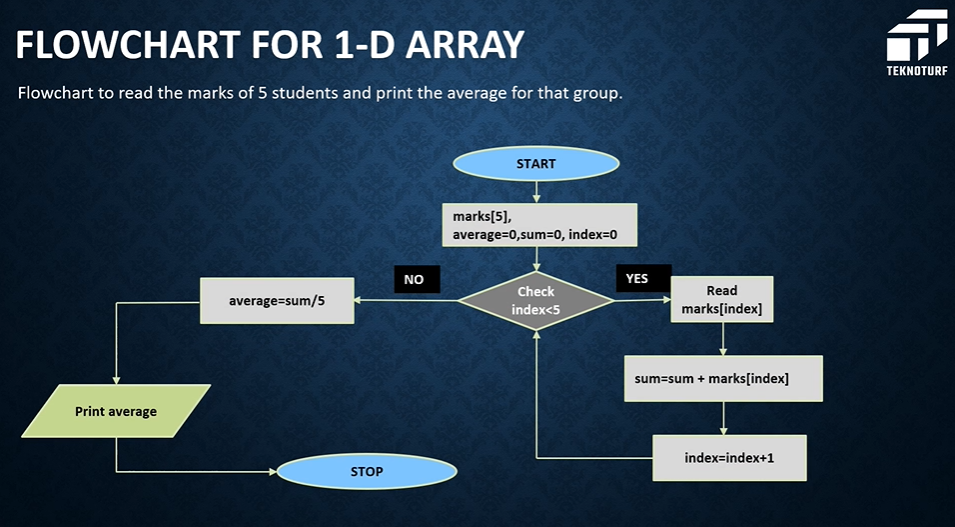 FLOWCHART FOR 1-D ARRAY
TEKNOTURF
Flowchart to read the marks of 5 students and print the average for that group.
START
marks[5],
average=0,sum=0, index=0
NO
YES
Check
index<5
average=sum/5
Read
marks[index]
sum=sum + marks[index]
Print average
index=index+1
STOP